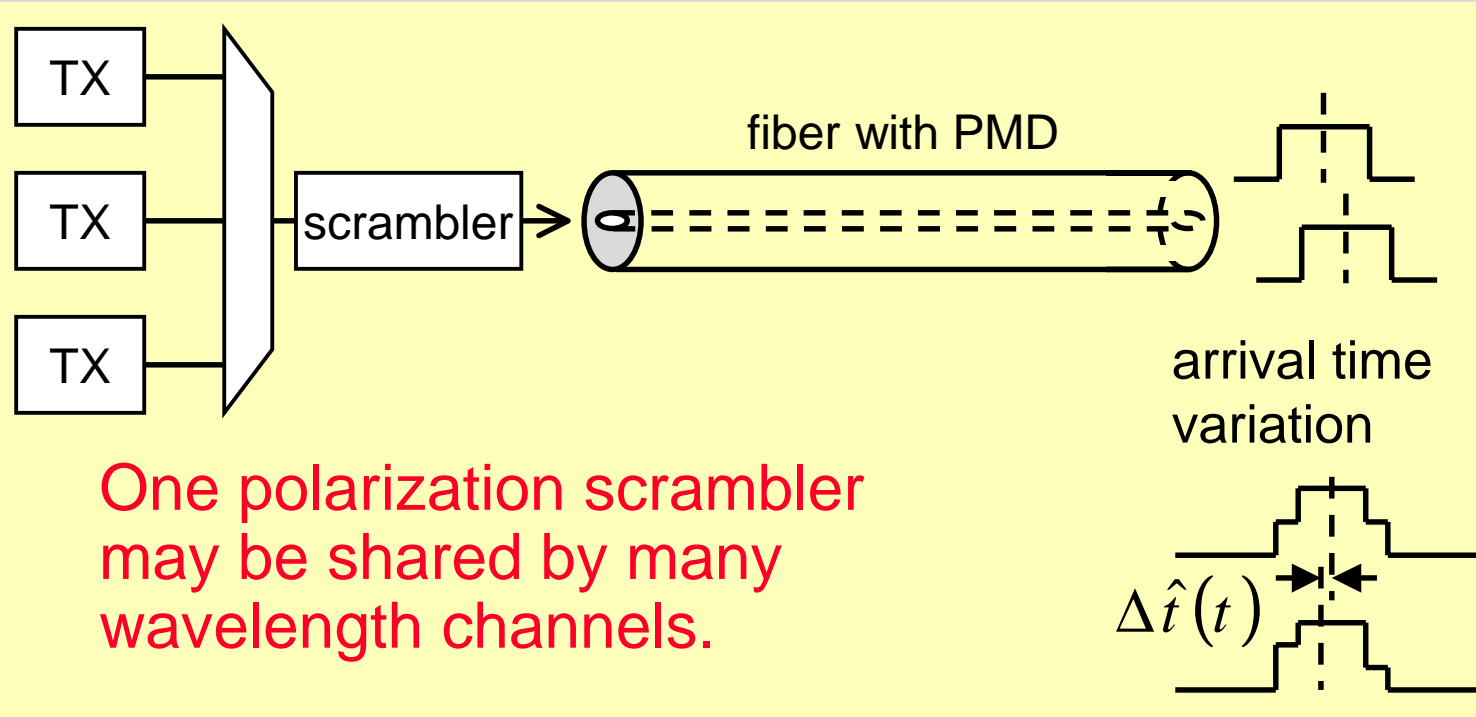 TX
fiber with PMD
TX
scrambler
TX
arrival time
variation
One polarization scrambler
may be shared by many
wavelength channels.
Δt̂(t)